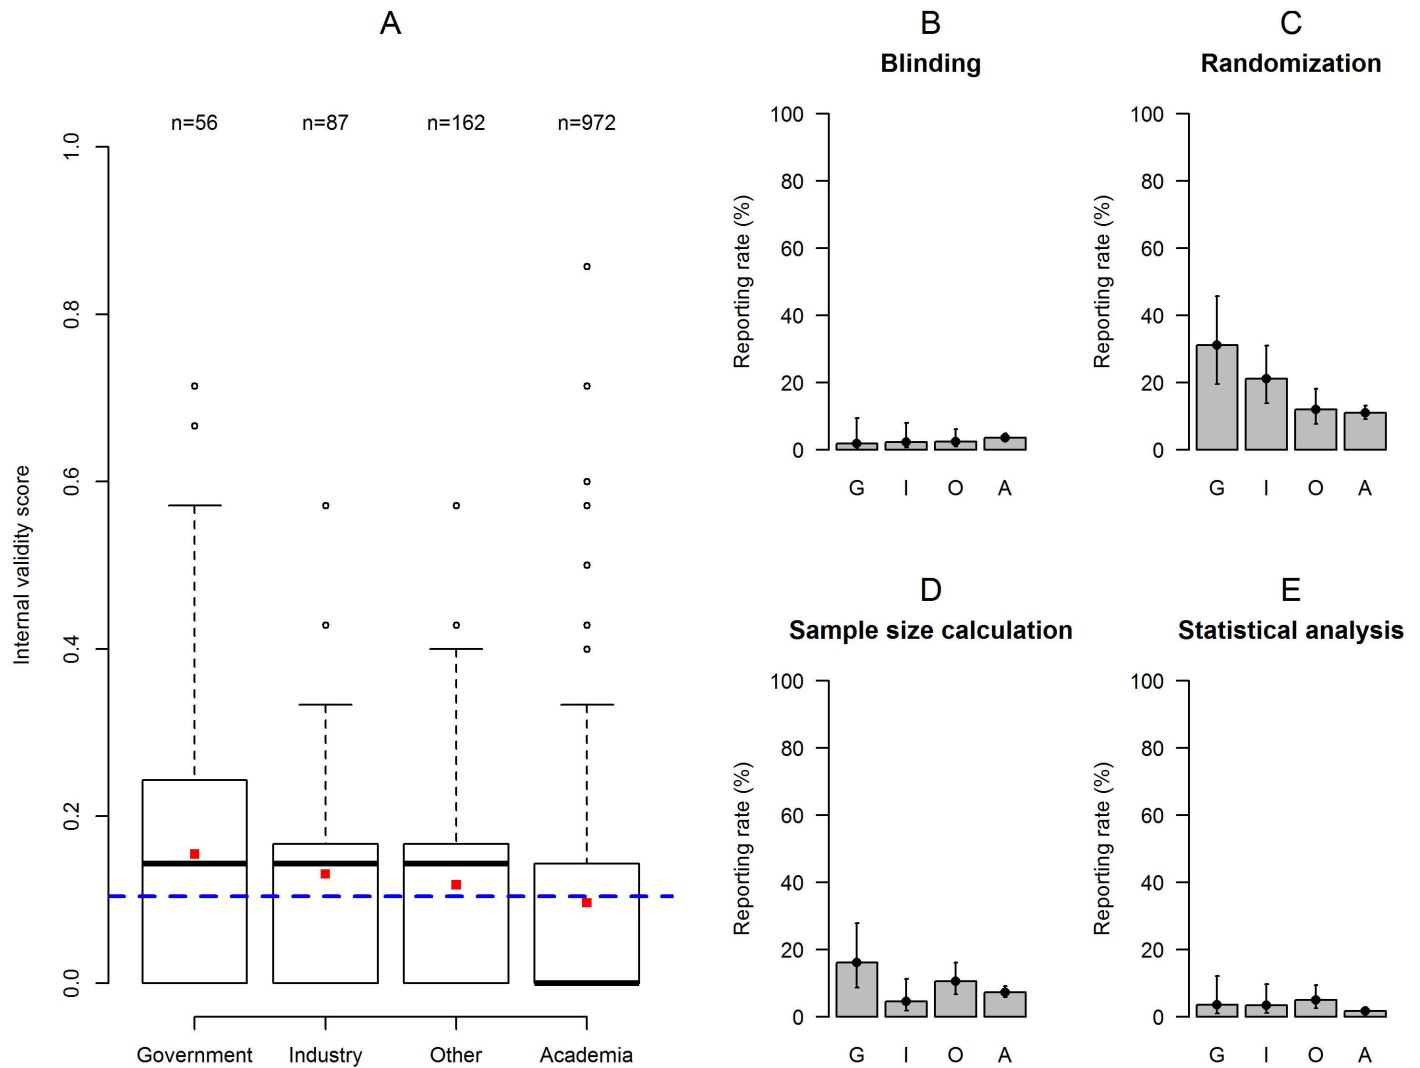 A
n=56 n=87 n=162 n=972
Internal validity score
1.0
0.8
0.6
0.4
0.2
0.0
Government Industry Other Academia
B
Blinding
Reporting rate (%)
100
80
60
40
20
0
G I O A
C
Randomization
Reporting rate (%)
100
80
60
40
20
0
G I O A
D
Sample size calculation
Reporting rate (%)
100
80
60
40
20
0
G I O A
E
Statistical analysis
Reporting rate (%)
100
80
60
40
20
0
G I O A